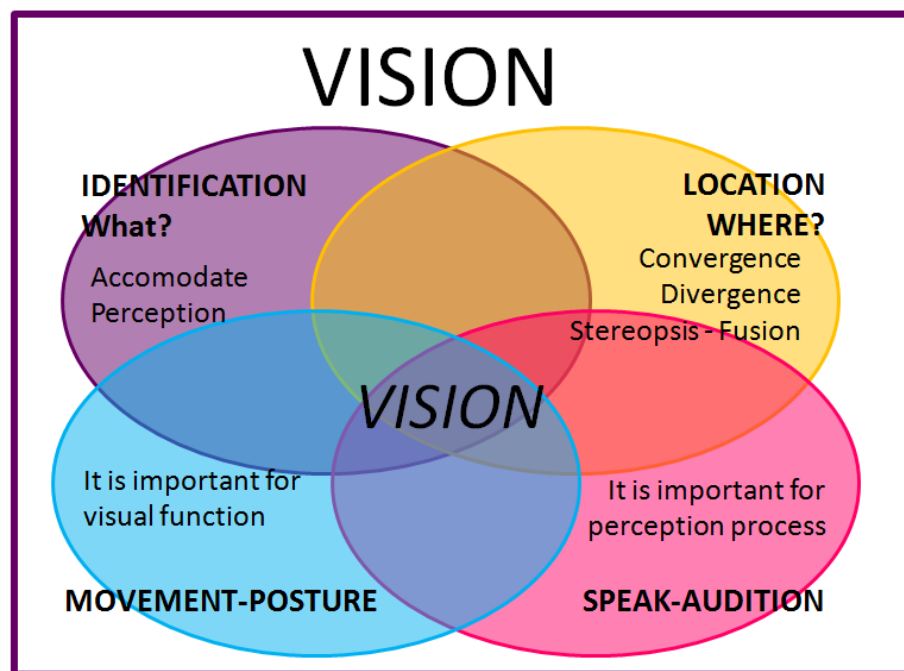 VISION
IDENTIFICATION
What?
Accomodate
Perception
LOCATION
WHERE?
Convergence
Divergence
Stereopsis - Fusion
VISION
It is important for
visual function
MOVEMENT-POSTURE
It is important for
perception process
SPEAK-AUDITION